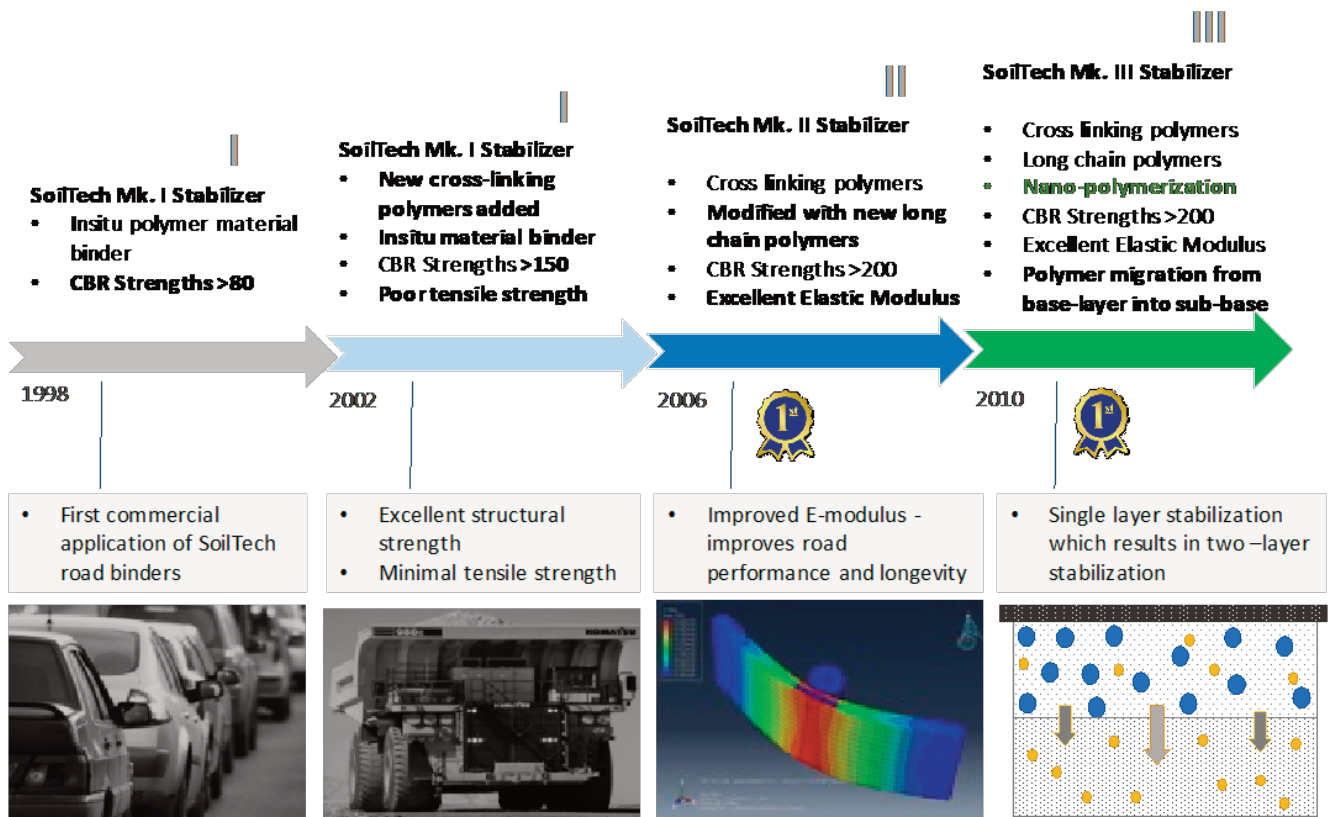 SoilTech Mk. I Stabilizer
• Insitu polymer material
binder
• CBR Strengths >80
SoilTech Mk. I Stabilizer
• New cross-linking
polymers added
• Insitu material binder
• CBR Strengths >150
• Poor tensile strength
SoilTech Mk. II Stabilizer
• Cross linking polymers
• Modified with new long
chain polymers
• CBR Strengths >200
• Excellent Elastic Modulus
SoilTech Mk. III Stabilizer
• Cross linking polymers
• Long chain polymers
• Nano-polymerization
• CBR Strengths >200
• Excellent Elastic Modulus
• Polymer migration from
base-layer into sub-base
1998
2002
2006
1st
2010
1st
• First commercial
application of SoilTech
road binders
• Excellent structural
strength
• Minimal tensile strength
• Improved E-modulus -
improves road
performance and longevity
• Single layer stabilization
which results in two –layer
stabilization
KOMATSU